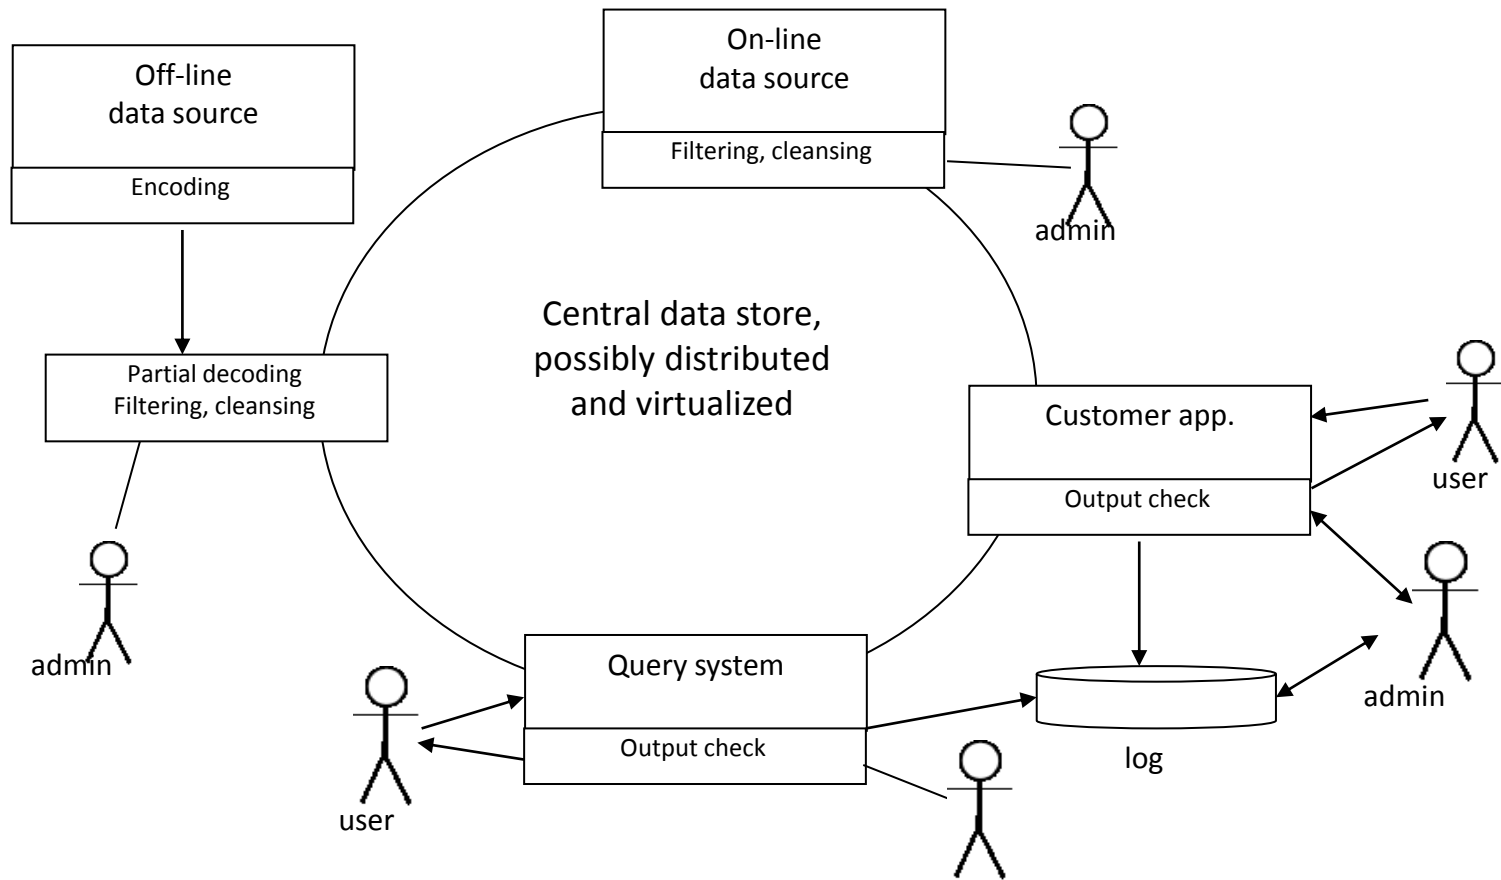 Off-line
data source
Encoding
On-line
data source
Filtering, cleansing
admin
Central data store,
possibly distributed
and virtualized
Partial decoding
Filtering, cleansing
admin
Customer app.
Output check
user
admin
Query system
Output check
user
log